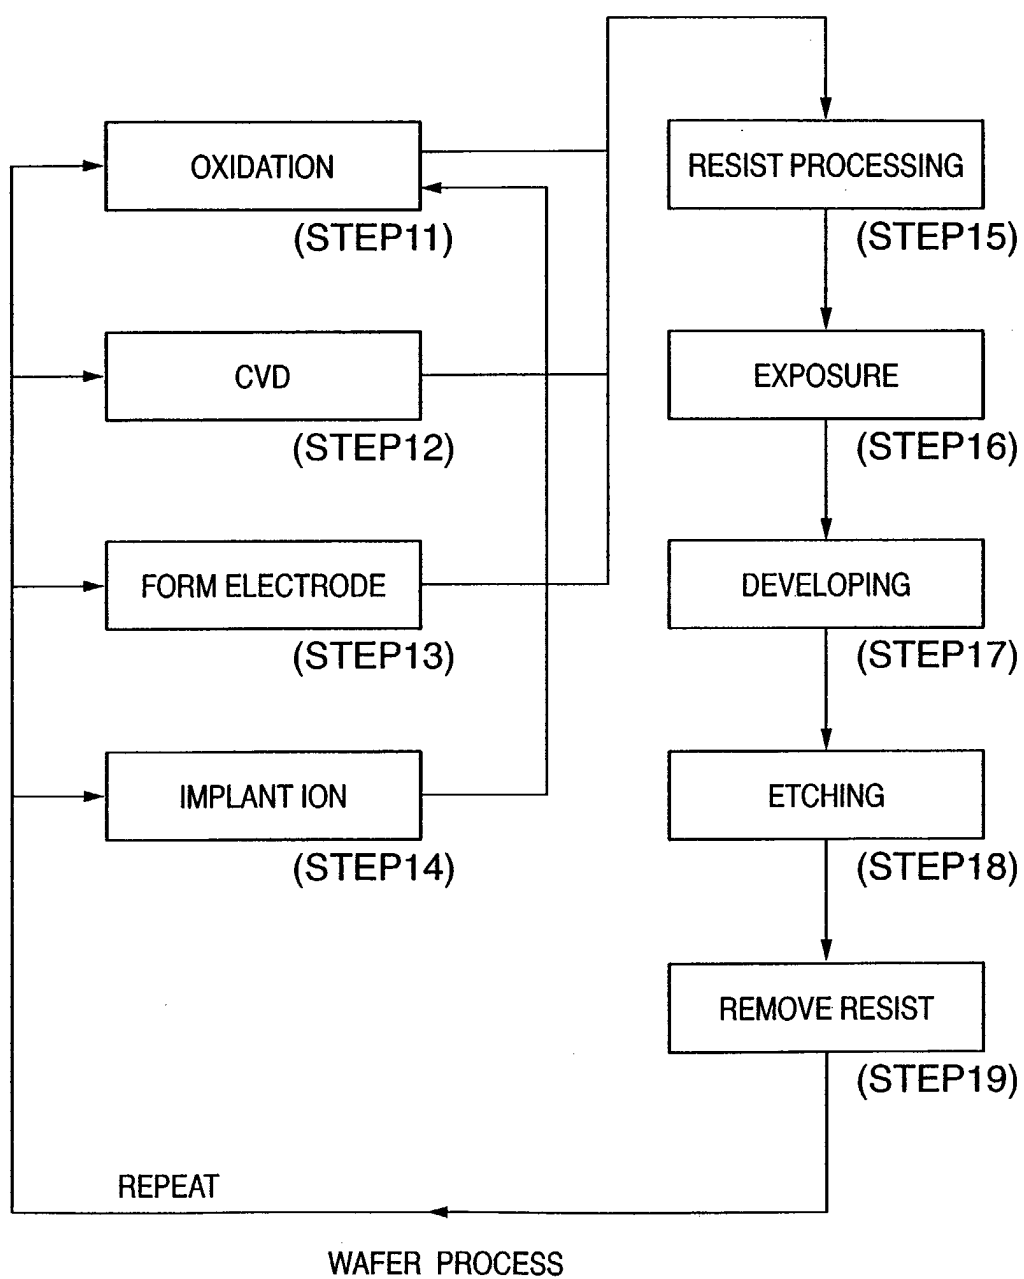 OXIDATION
(STEP11)
CVD
(STEP12)
FORM ELECTRODE
(STEP13)
IMPLANT ION
(STEP14)
RESIST PROCESSING
(STEP15)
EXPOSURE
(STEP16)
DEVELOPING
(STEP17)
ETCHING
(STEP18)
REMOVE RESIST
(STEP19)
REPEAT
WAFER PROCESS